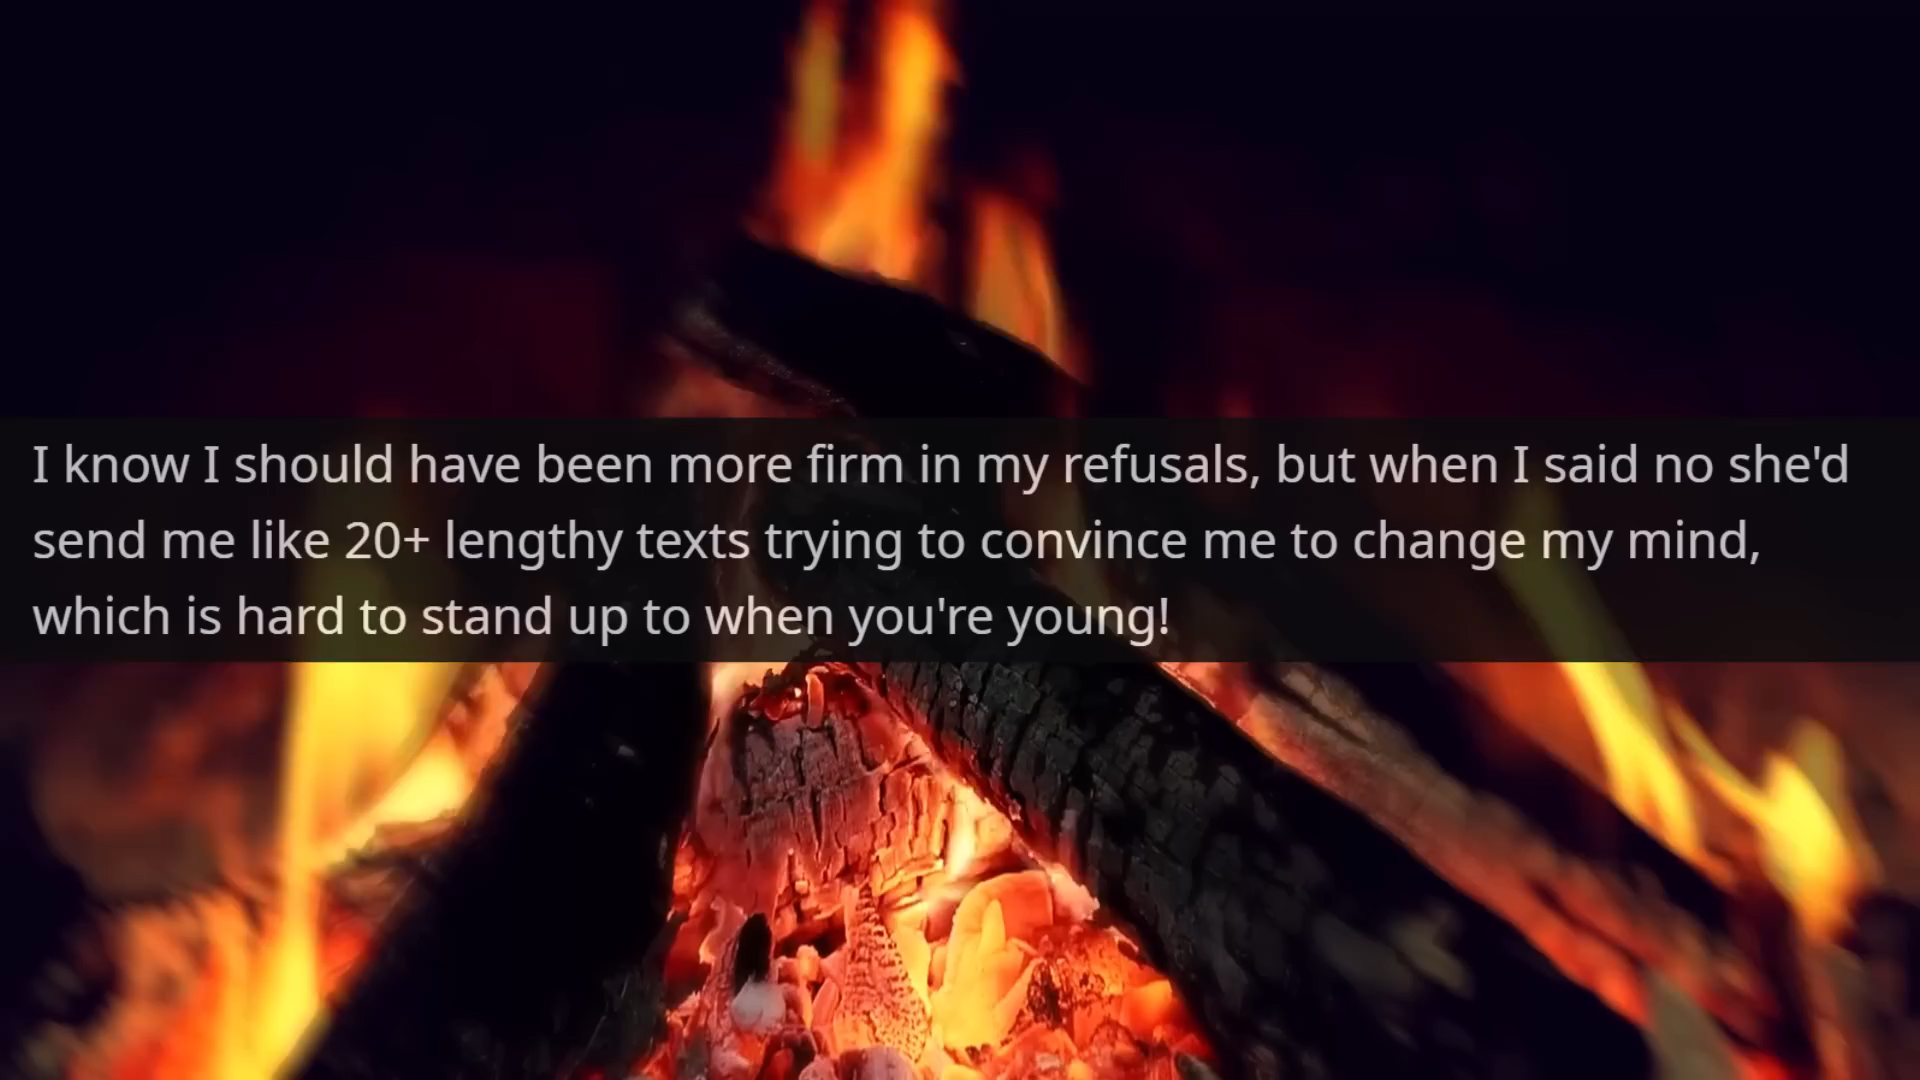 I know I should have been more firm in my refusals, but when I said no she'd
send me like 20+ lengthy texts trying to convince me to change my mind,
which is hard to stand up to when you're young!